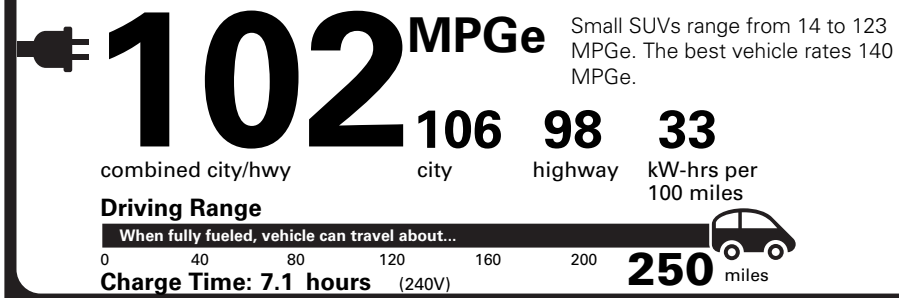 102 MPGe
Small SUVs range from 14 to 123
MPGe. The best vehicle rates 140
MPGe.
106 98 33
combined city/hwy city highway kW-hrs per
100 miles
Driving Range
When fully fueled, vehicle can travel about...
0 40 80 120 160 200 250 miles
Charge Time: 7.1 hours (240V)